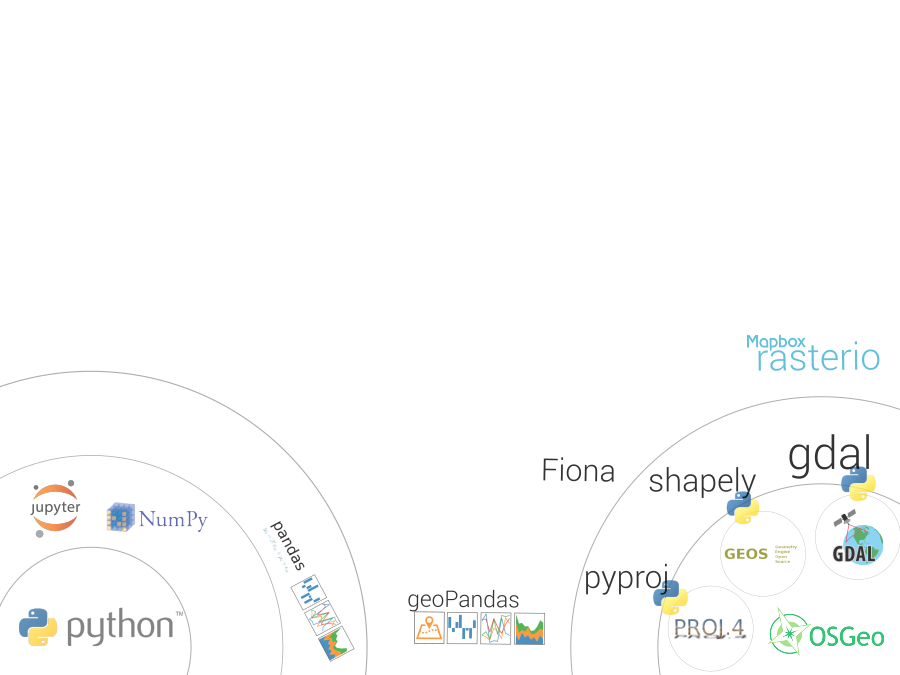 Mapbox
rasterio
gdal
Fiona
shapely
jupyter
NumPy
pandas
GEOS
Geometry
Engine
Open
Source
GDAL
pyproj
geoPandas
python™
PROJ.4
OSGeo